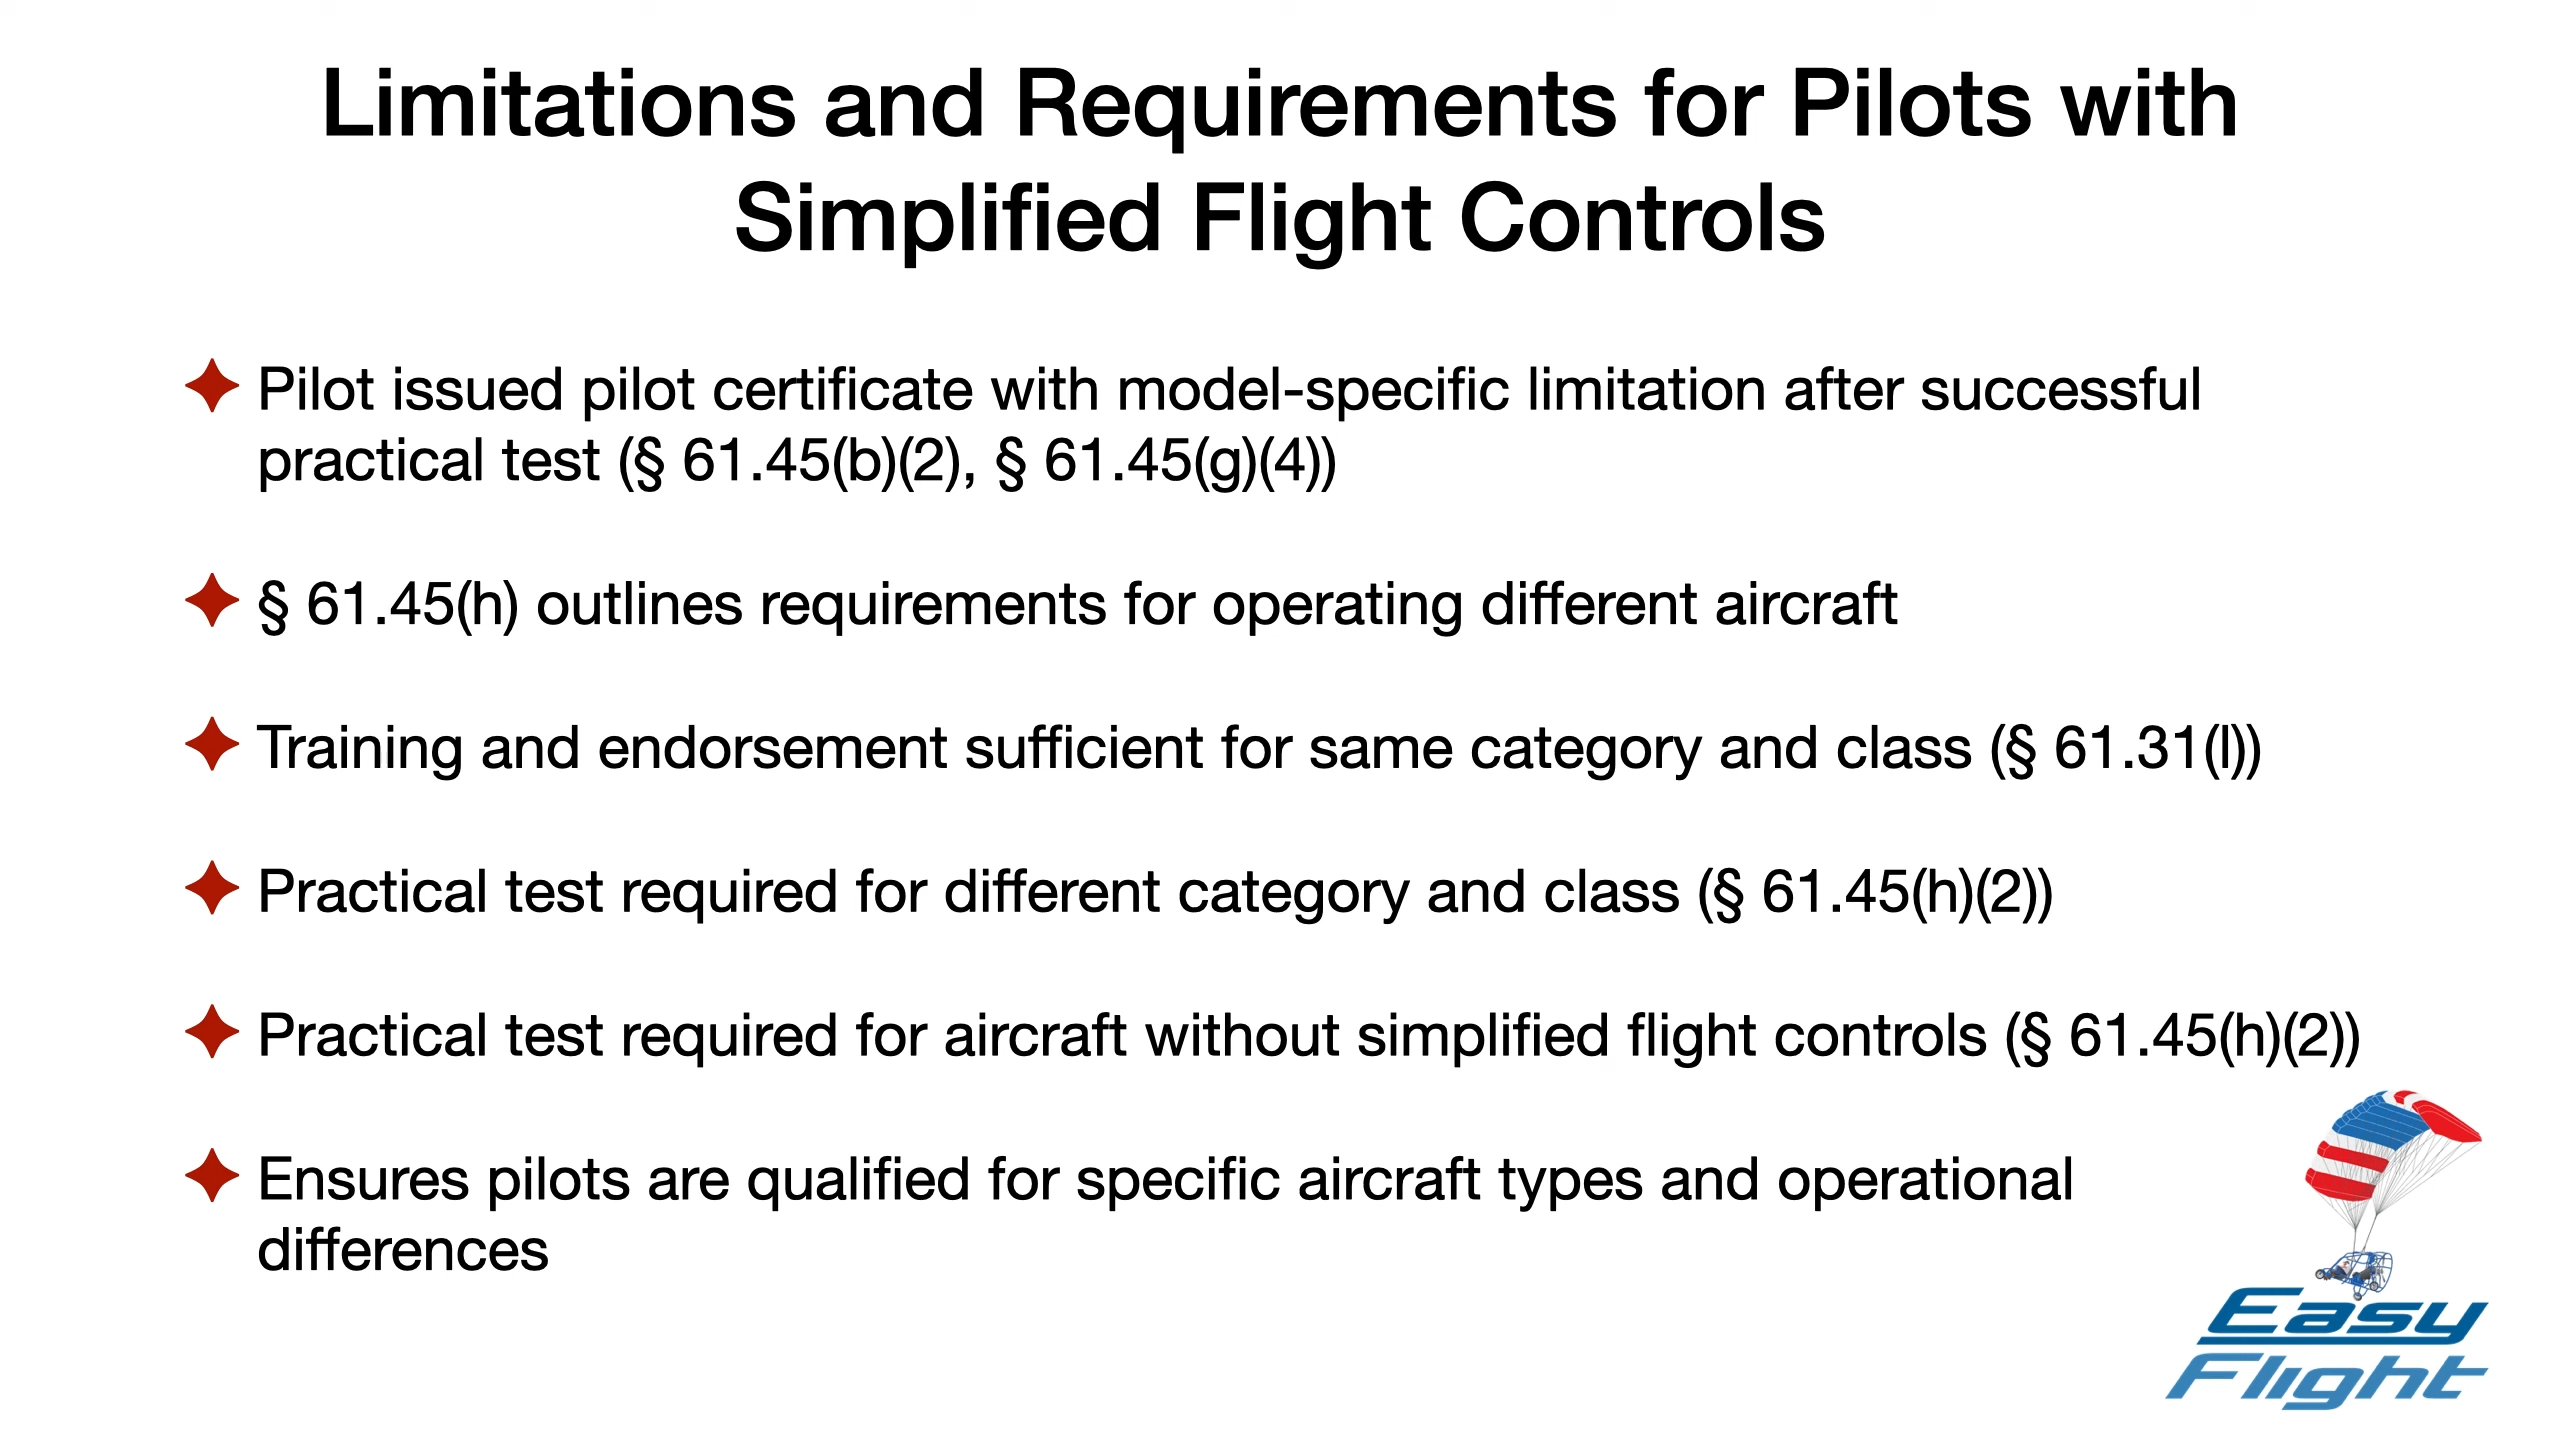 Limitations and Requirements for Pilots with
Simplified Flight Controls
Pilot issued pilot certificate with model-specific limitation after successful
practical test (§ 61.45(b)(2), § 61.45(g)(4))
§ 61.45(h) outlines requirements for operating different aircraft
Training and endorsement sufficient for same category and class (§ 61.31(l))
Practical test required for different category and class (§ 61.45(h)(2))
Practical test required for aircraft without simplified flight controls (§ 61.45(h)(2))
Ensures pilots are qualified for specific aircraft types and operational
differences
Easy
Flight